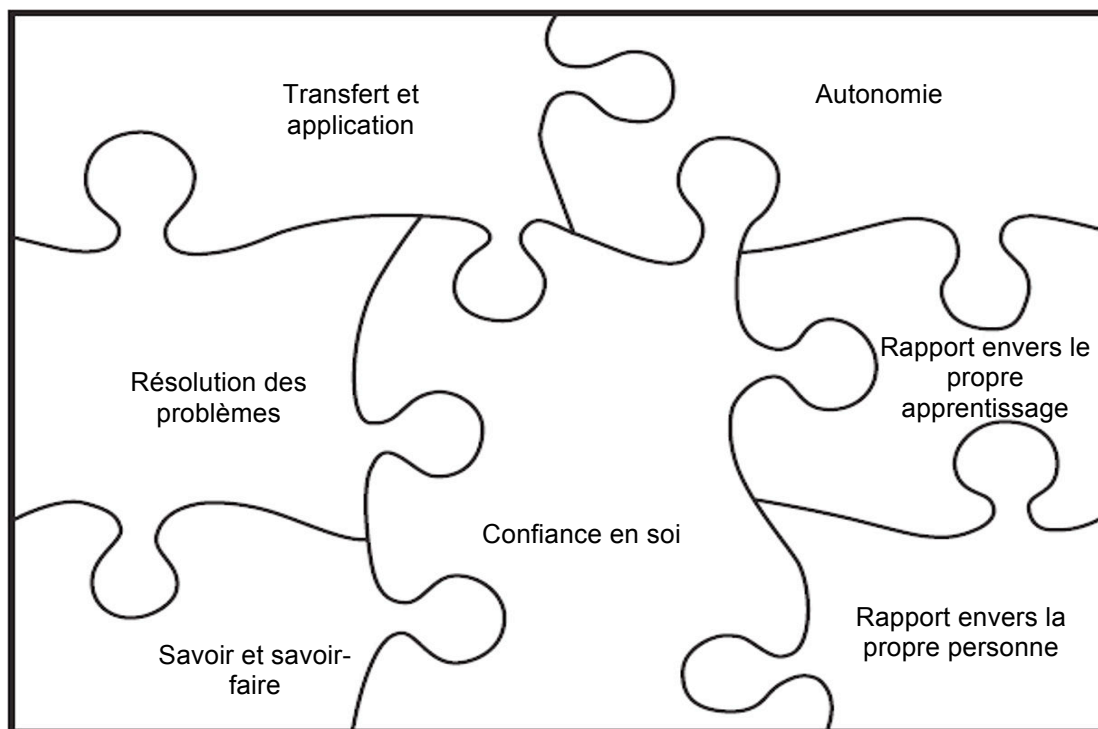 Transfert et
application
Autonomie
Rapport envers le
propre
apprentissage
Résolution des
problèmes
Confiance en soi
Rapport envers la
propre personne
Savoir et savoir-
faire